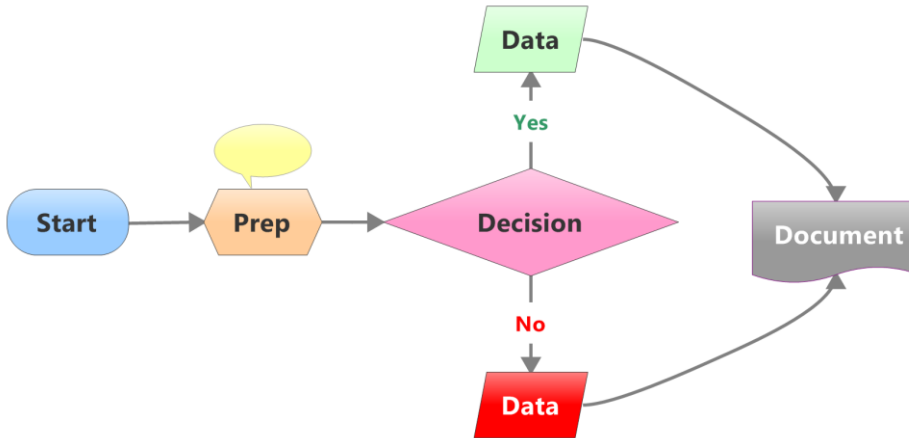 Data
Yes
Start
Prep
Decision
Document
No
Data